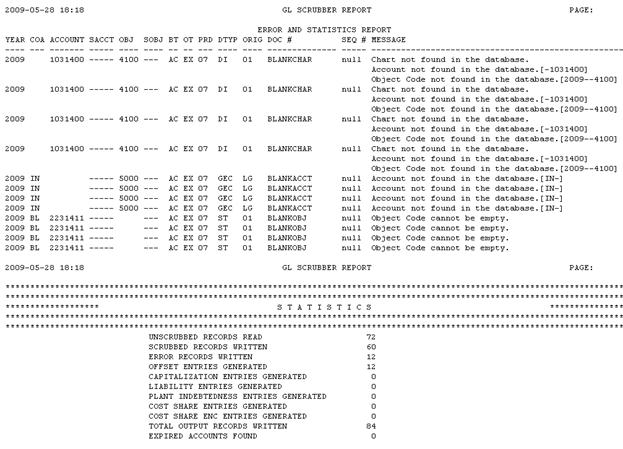 2009-05-28 18:18 GL SCRUBBER REPORT PAGE:
ERROR AND STATISTICS REPORT
YEAR COA ACCOUNT SACCT OBJ SOBJ BT OT PRD DTYP ORIG DOC # SEQ # MESSAGE
---- --- ------- ----- ---- ---- -- -- --- ---- ---- --------- ----- --------------------------------------------------
2009 1031400 ----- 4100 --- AC EX 07 DI 01 BLANKCHAR null Chart not found in the database.
Account not found in the database.[-1031400]
Object Code not found in the database.[2009--4100]
2009 1031400 ----- 4100 --- AC EX 07 DI 01 BLANKCHAR null Chart not found in the database.
Account not found in the database.[-1031400]
Object Code not found in the database.[2009--4100]
2009 1031400 ----- 4100 --- AC EX 07 DI 01 BLANKCHAR null Chart not found in the database.
Account not found in the database.[-1031400]
Object Code not found in the database.[2009--4100]
2009 1031400 ----- 4100 --- AC EX 07 DI 01 BLANKCHAR null Chart not found in the database.
Account not found in the database.[-1031400]
Object Code not found in the database.[2009--4100]
2009 IN ----- 5000 --- AC EX 07 GEC LG BLANKACCT null Account not found in the database.[IN-]
2009 IN ----- 5000 --- AC EX 07 GEC LG BLANKACCT null Account not found in the database.[IN-]
2009 IN ----- 5000 --- AC EX 07 GEC LG BLANKACCT null Account not found in the database.[IN-]
2009 IN ----- 5000 --- AC EX 07 GEC LG BLANKACCT null Account not found in the database.[IN-]
2009 BL 2231411 ----- --- AC EX 07 ST 01 BLANKOBJ null Object Code cannot be empty.
2009 BL 2231411 ----- --- AC EX 07 ST 01 BLANKOBJ null Object Code cannot be empty.
2009 BL 2231411 ----- --- AC EX 07 ST 01 BLANKOBJ null Object Code cannot be empty.
2009 BL 2231411 ----- --- AC EX 07 ST 01 BLANKOBJ null Object Code cannot be empty.
2009-05-28 18:18 GL SCRUBBER REPORT PAGE:
S T A T I S T I C S
UNSCRUBBED RECORDS READ 72
SCRUBBED RECORDS WRITTEN 60
ERROR RECORDS WRITTEN 12
OFFSET ENTRIES GENERATED 12
CAPITALIZATION ENTRIES GENERATED 0
LIABILITY ENTRIES GENERATED 0
PLANT INDEBTEDNESS ENTRIES GENERATED 0
COST SHARE ENTRIES GENERATED 0
COST SHARE ENC ENTRIES GENERATED 0
TOTAL OUTPUT RECORDS WRITTEN 84
EXPIRED ACCOUNTS FOUND 0